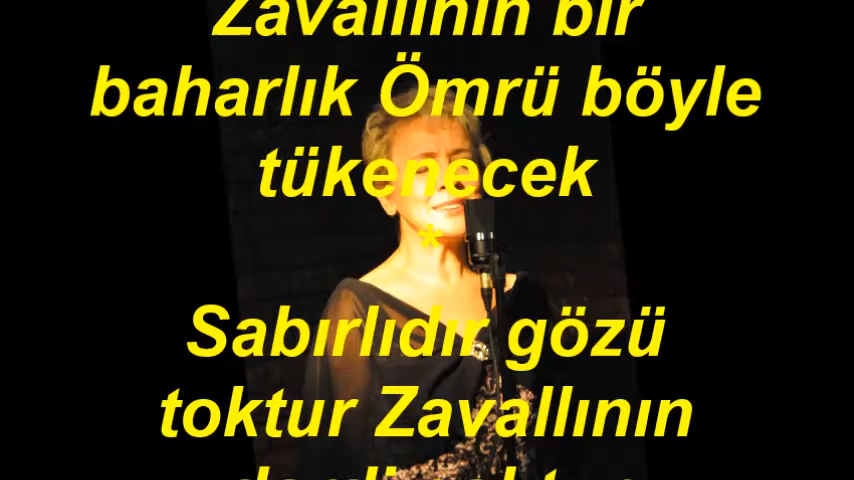 Zavallının bir
baharlık Ömrü böyle
tükenecek
*
Sabırlıdır gözü
toktur Zavallının